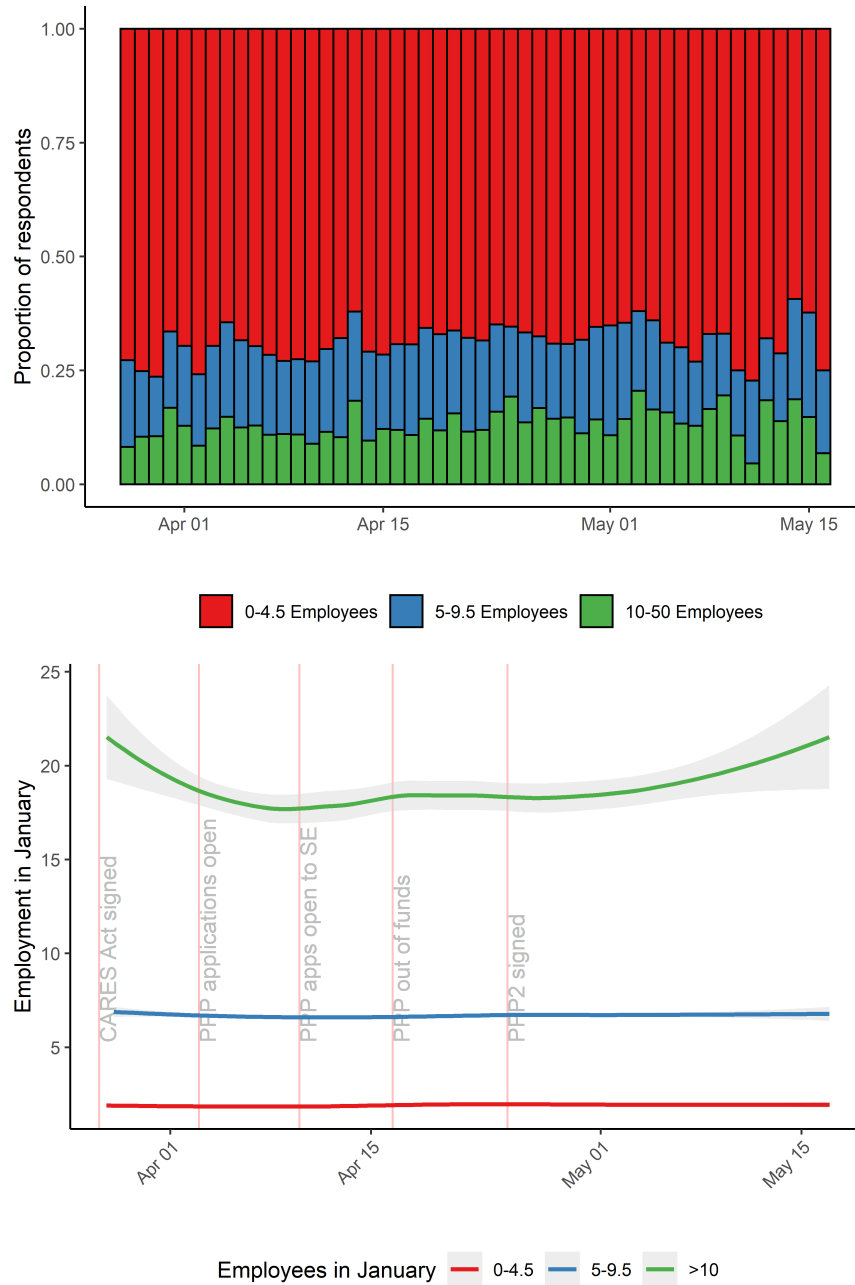 Proportion of respondents
1.00
0.75
0.50
0.25
0.00
Apr 01
Apr 15
May 01
May 15
0-4.5 Employees
5-9.5 Employees
10-50 Employees
Employment in January
25
20
15
10
5
CARES Act signed
PPP applications open
PPP apps open to SE
PPP out of funds
PPP2 signed
Apr 01
Apr 15
May 01
May 15
Employees in January
0-4.5
5-9.5
>10